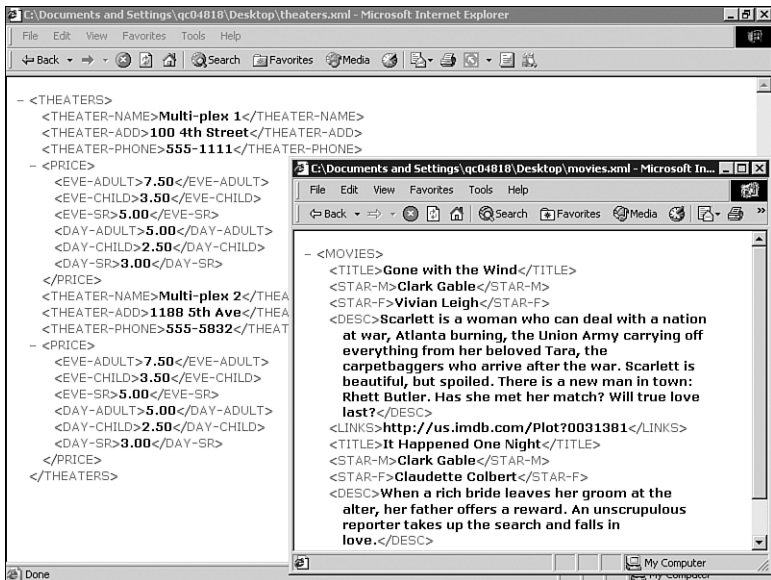 C:\Documents and Settings\qc04818\Desktop\theaters.xml - Microsoft Internet Explorer
File Edit View Favorites Tools Help
Back Search Favorites Media
- <THEATERS>
<THEATER-NAME>Multi-plex 1</THEATER-NAME>
<THEATER-ADD>100 4th Street</THEATER-ADD>
<THEATER-PHONE>555-1111</THEATER-PHONE>
- <PRICE>
<EVE-ADULT>7.50</EVE-ADULT>
<EVE-CHILD>3.50</EVE-CHILD>
<EVE-SR>5.00</EVE-SR>
<DAY-ADULT>5.00</DAY-ADULT>
<DAY-CHILD>2.50</DAY-CHILD>
<DAY-SR>3.00</DAY-SR>
</PRICE>
<THEATER-NAME>Multi-plex 2</THEA
<THEATER-ADD>1188 5th Ave</THEA
<THEATER-PHONE>555-5832</THEAT
- <PRICE>
<EVE-ADULT>7.50</EVE-ADULT>
<EVE-CHILD>3.50</EVE-CHILD>
<EVE-SR>5.00</EVE-SR>
<DAY-ADULT>5.00</DAY-ADULT>
<DAY-CHILD>2.50</DAY-CHILD>
<DAY-SR>3.00</DAY-SR>
</PRICE>
</THEATERS>
Done
C:\Documents and Settings\qc04818\Desktop\movies.xml - Microsoft In...
File Edit View Favorites Tools Help
Back Search Favorites Media »
- <MOVIES>
<TITLE>Gone with the Wind</TITLE>
<STAR-M>Clark Gable</STAR-M>
<STAR-F>Vivian Leigh</STAR-F>
<DESC>Scarlett is a woman who can deal with a nation
at war, Atlanta burning, the Union Army carrying off
everything from her beloved Tara, the
carpetbaggers who arrive after the war. Scarlett is
beautiful, but spoiled. There is a new man in town:
Rhett Butler. Has she met her match? Will true love
last?</DESC>
<LINKS>http://us.imdb.com/Plot?0031381</LINKS>
<TITLE>It Happened One Night</TITLE>
<STAR-M>Clark Gable</STAR-M>
<STAR-F>Claudette Colbert</STAR-F>
<DESC>When a rich bride leaves her groom at the
alter, her father offers a reward. An unscrupulous
reporter takes up the search and falls in
love.</DESC>
My Computer
My Computer